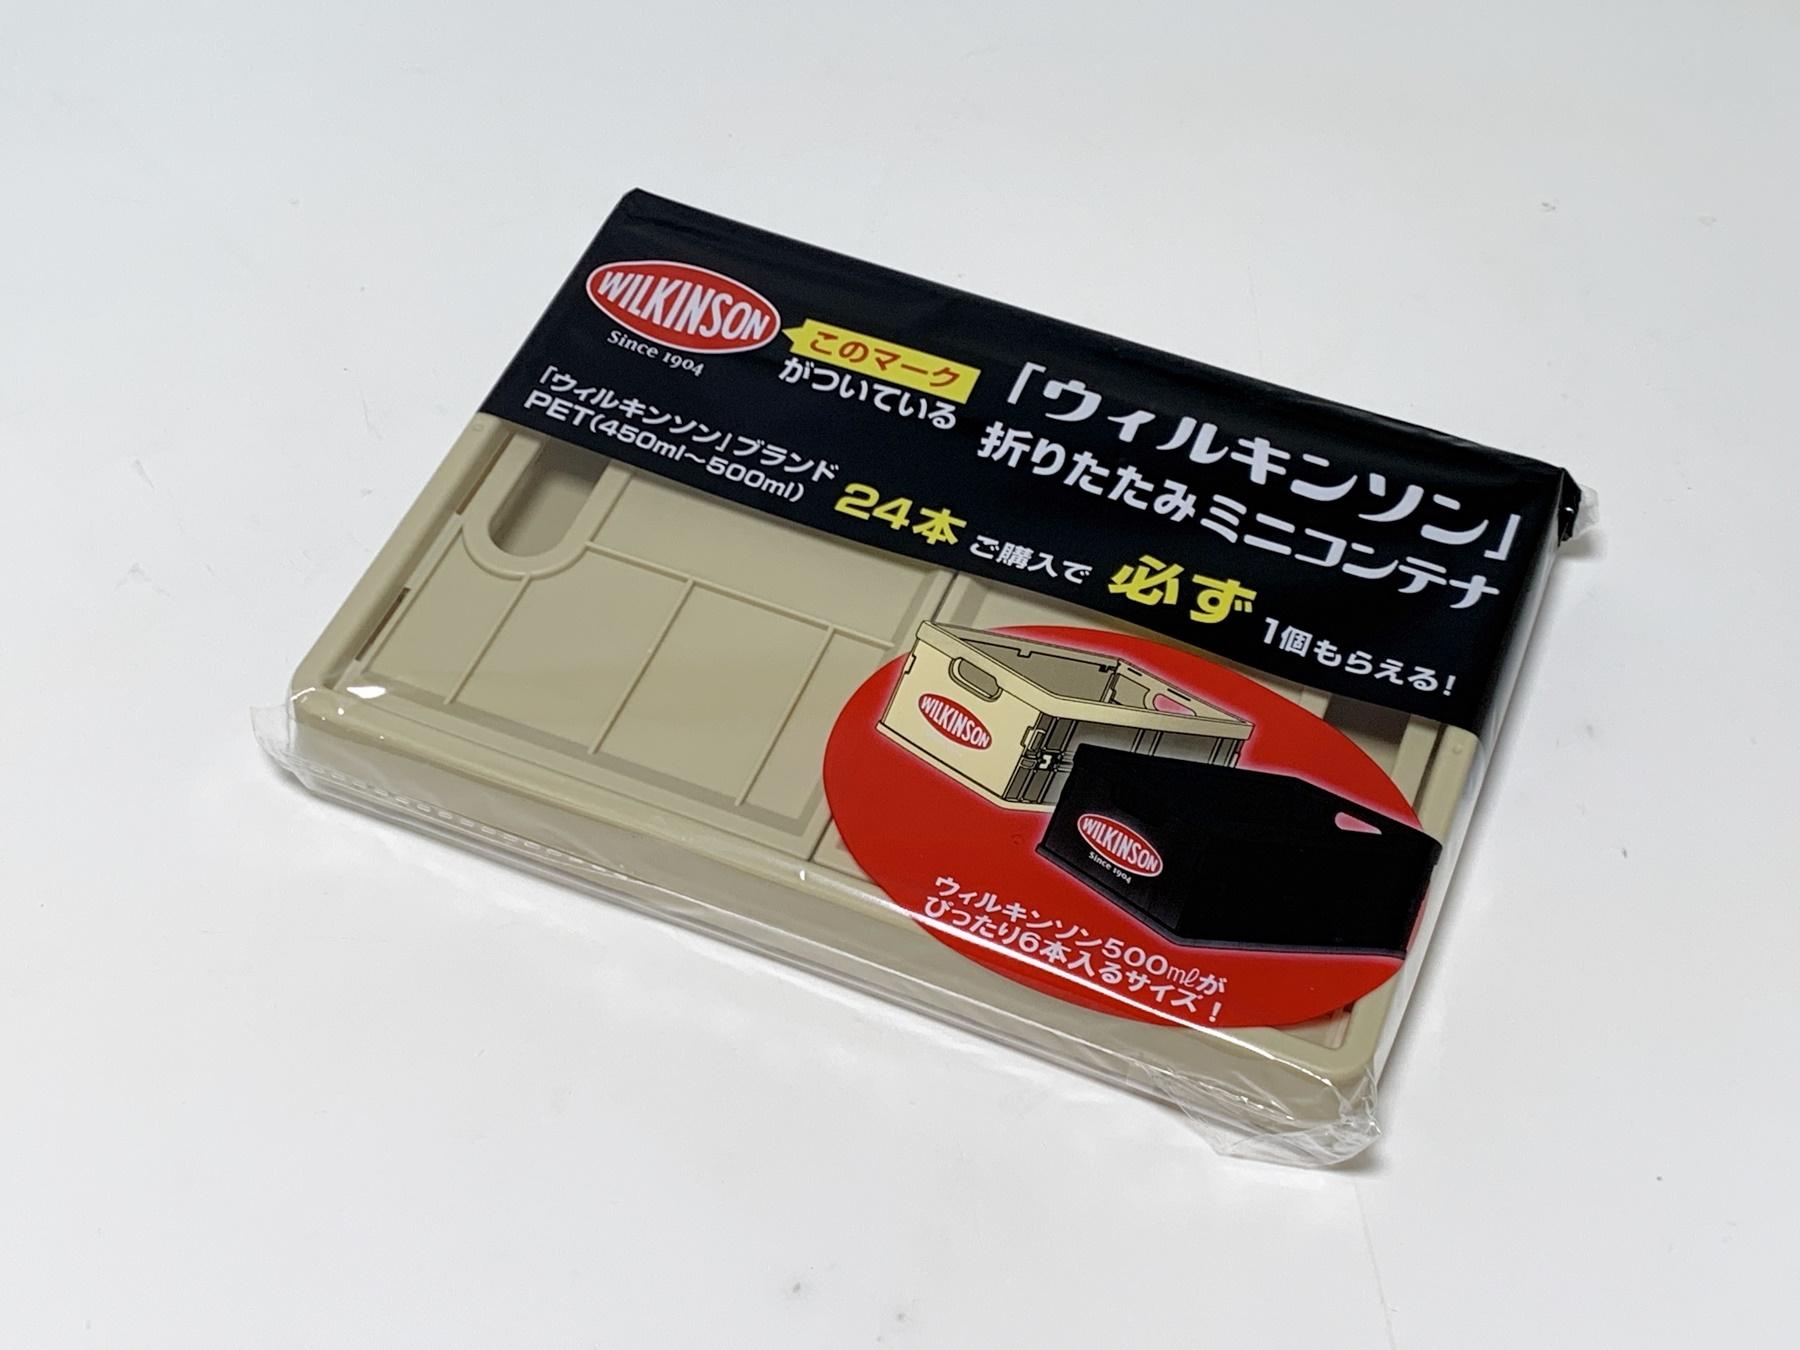 WILKINSON
Since 1904
このマーク
がついている
「ウィルキンソン」
折りたたみミニコンテナ
「ウィルキンソン」ブランド
PET(450ml～500ml)
24本ご購入で必ず1個もらえる!
WILKINSON
WILKINSON
Since 1904
ウィルキンソン500mlが
ぴったり6本入るサイズ!